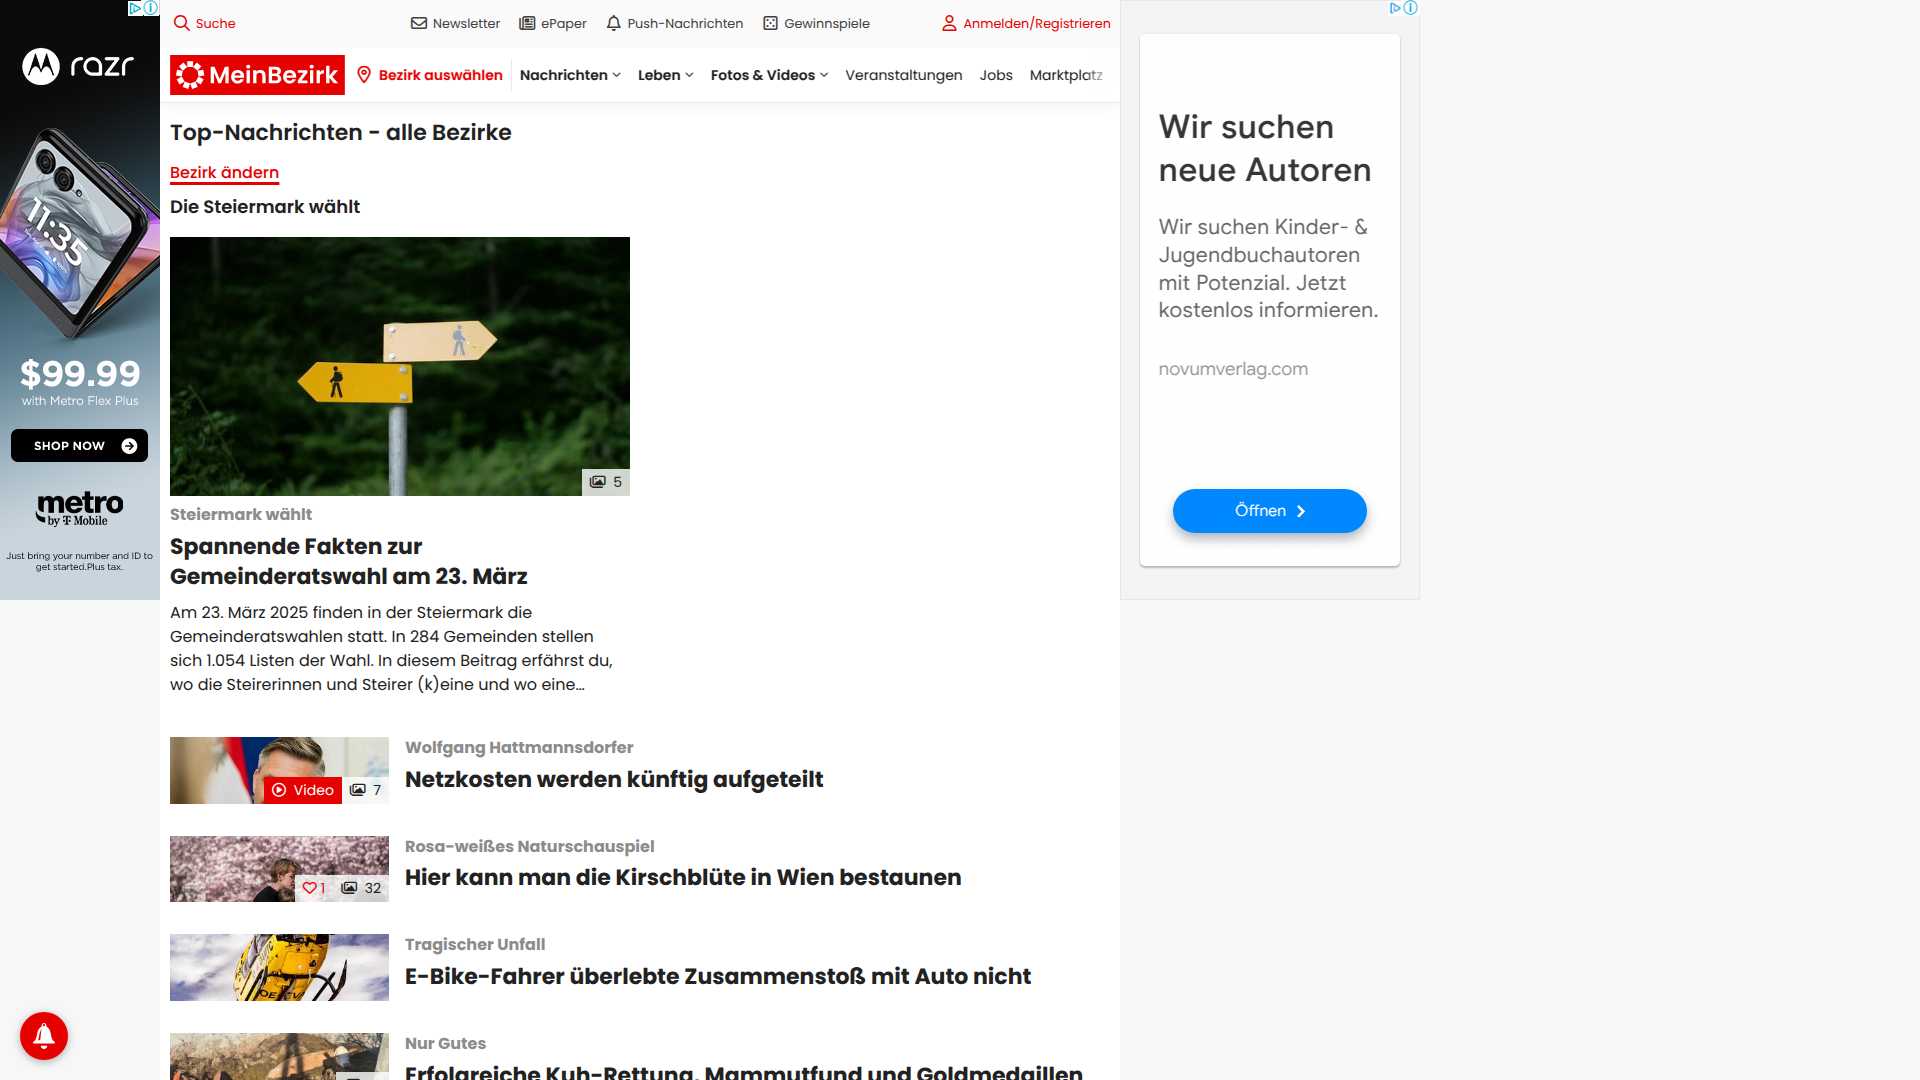 Suche
Newsletter
ePaper
Push-Nachrichten
Gewinnspiele
Anmelden/Registrieren
MeinBezirk
Bezirk auswählen
Nachrichten
Leben
Fotos & Videos
Veranstaltungen
Jobs
Marktplatz
Top-Nachrichten - alle Bezirke
Bezirk ändern
Die Steiermark wählt
5
Steiermark wählt
Spannende Fakten zur
Gemeinderatswahl am 23. März
Am 23. März 2025 finden in der Steiermark die
Gemeinderatswahlen statt. In 284 Gemeinden stellen
sich 1.054 Listen der Wahl. In diesem Beitrag erfährst du,
wo die Steirerinnen und Steirer (k)eine und wo eine...
Video
7
Wolfgang Hattmannsdorfer
Netzkosten werden künftig aufgeteilt
1
32
Rosa-weißes Naturschauspiel
Hier kann man die Kirschblüte in Wien bestaunen
Tragischer Unfall
E-Bike-Fahrer überlebte Zusammenstoß mit Auto nicht
Nur Gutes
Erfolgreiche Kuh-Rettung, Mammutfund und Goldmedaillen
razr
11:35
$99.99
with Metro Flex Plus
SHOP NOW
metro
by T Mobile
Just bring your number and ID to
get started.Plus tax.
Wir suchen
neue Autoren
Wir suchen Kinder- &
Jugendbuchautoren
mit Potenzial. Jetzt
kostenlos informieren.
novumverlag.com
Öffnen